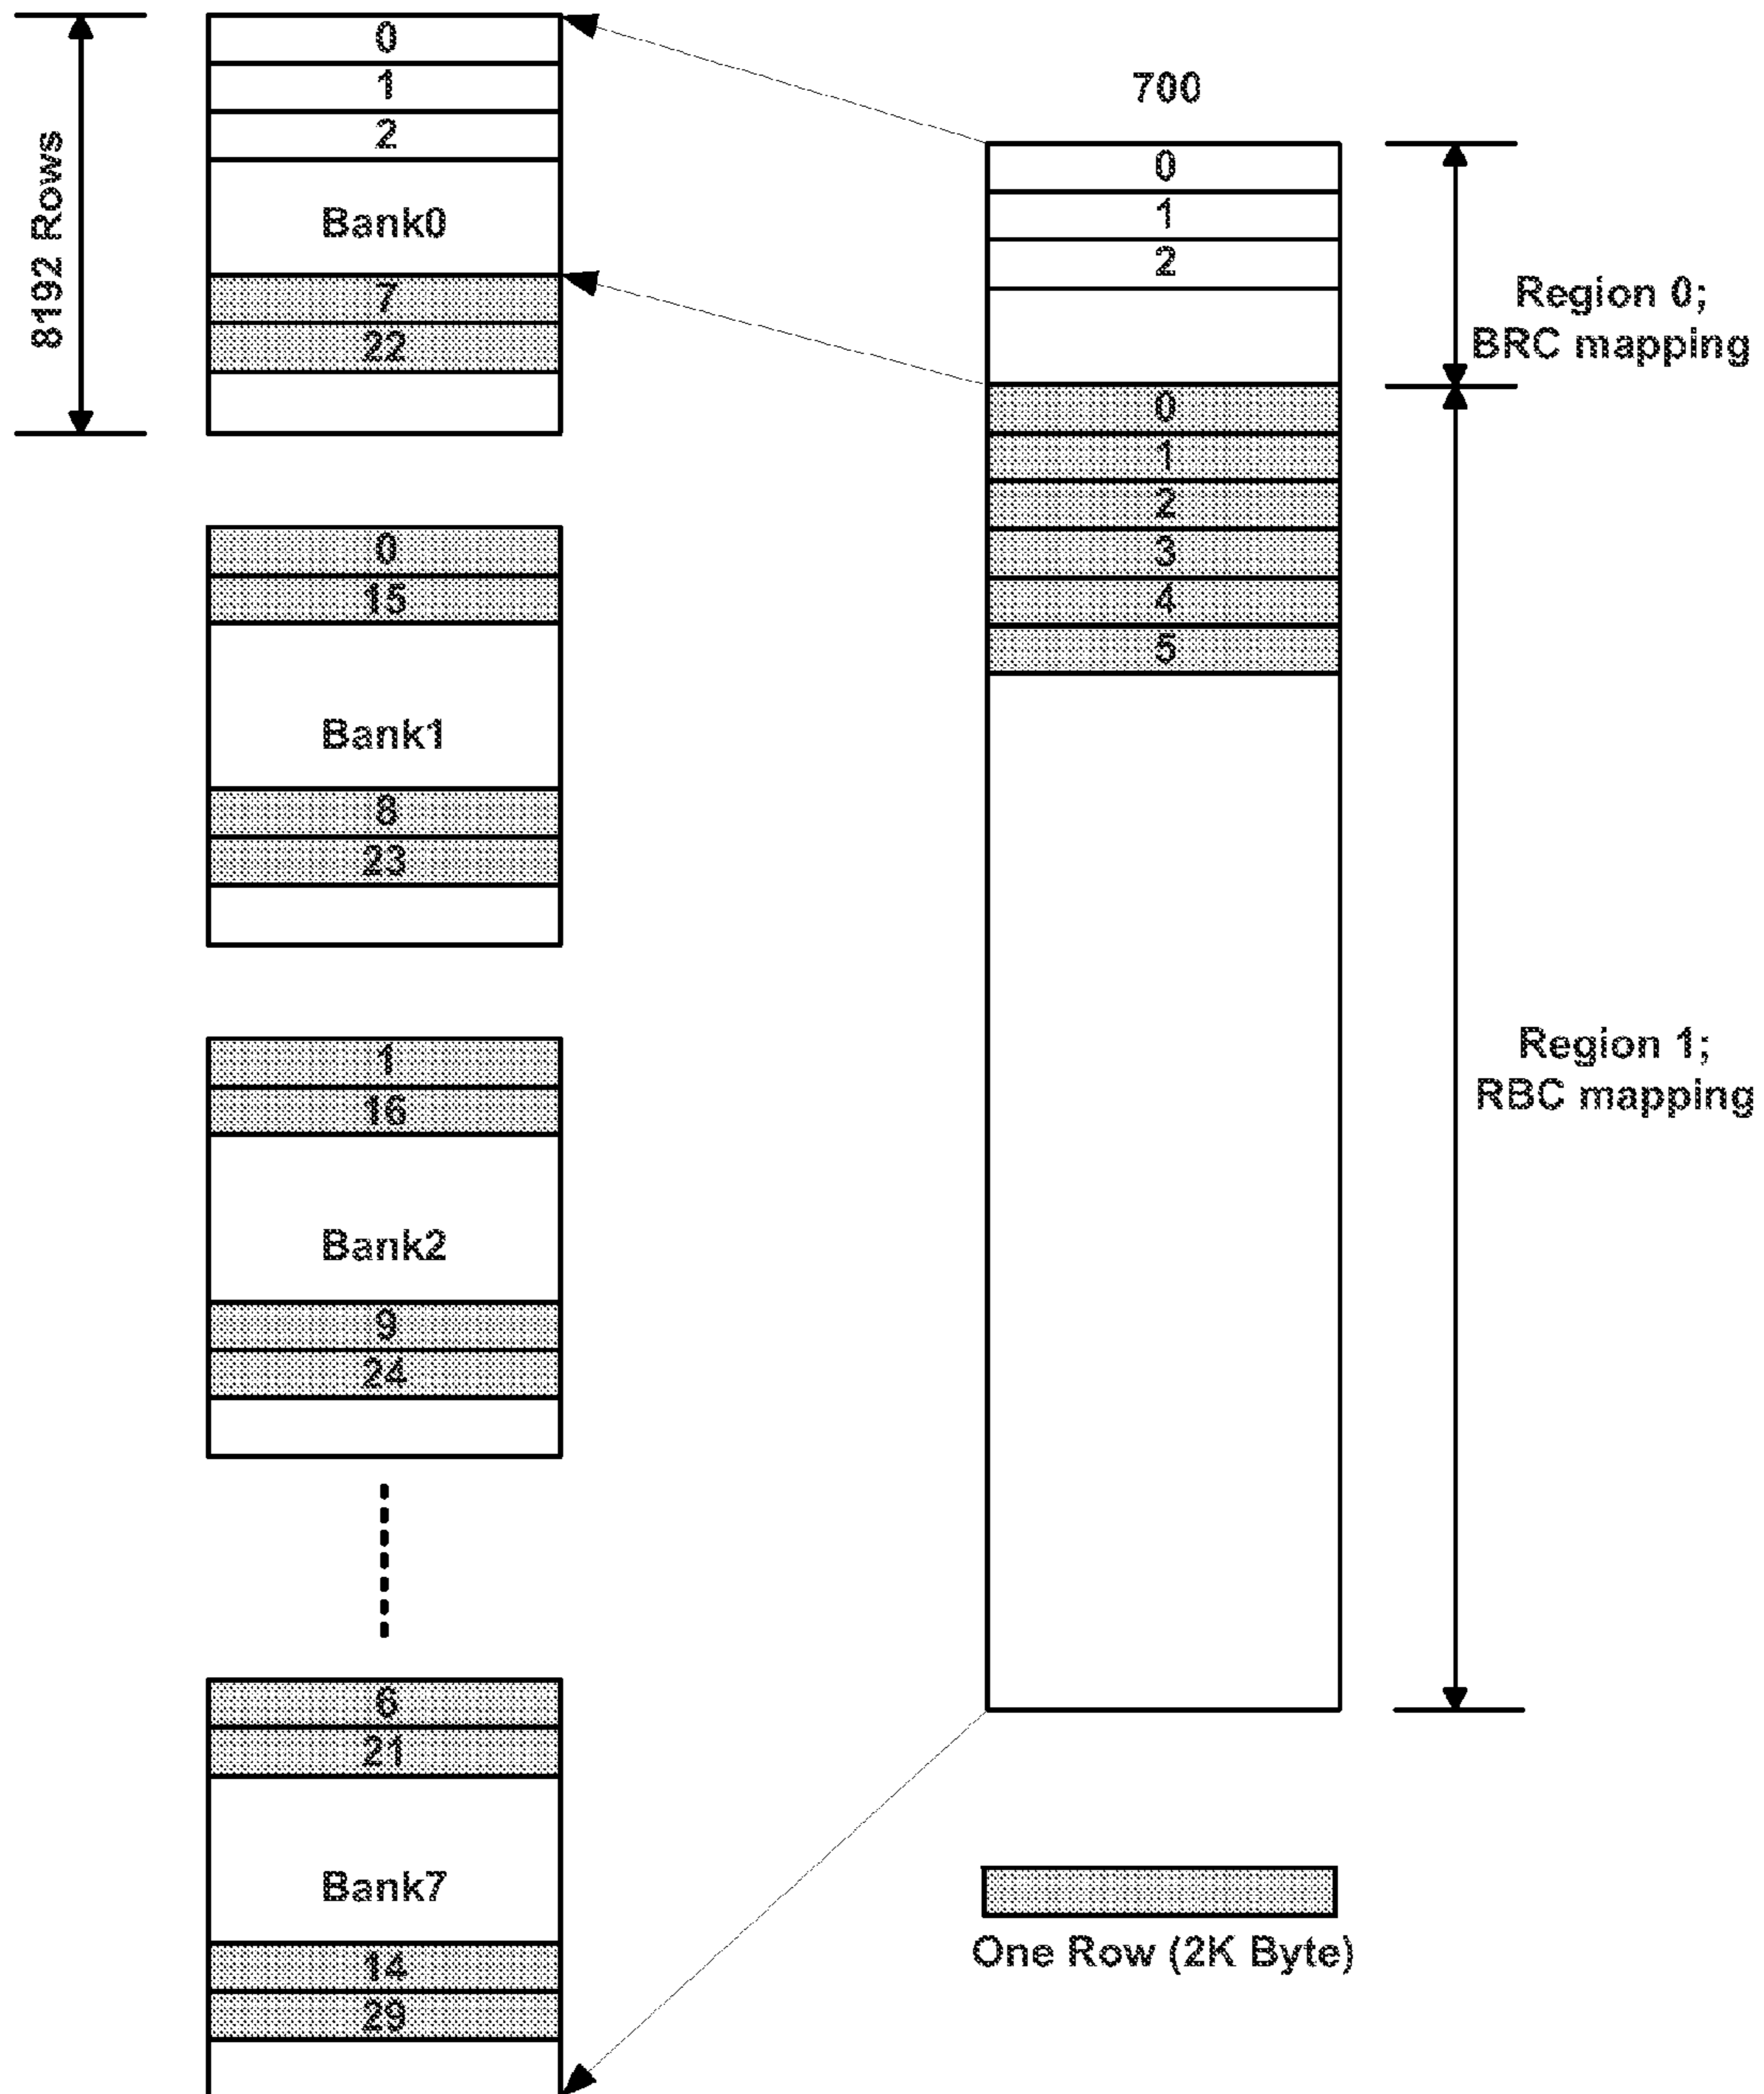 8192 Rows
0
1
2
Bank0
7
22
0
15
Bank1
8
23
1
16
Bank2
9
24
6
21
Bank7
14
29
700
0
1
2
0
1
2
3
4
5
Region 0;
BRC mapping
Region 1;
RBC mapping
One Row (2K Byte)